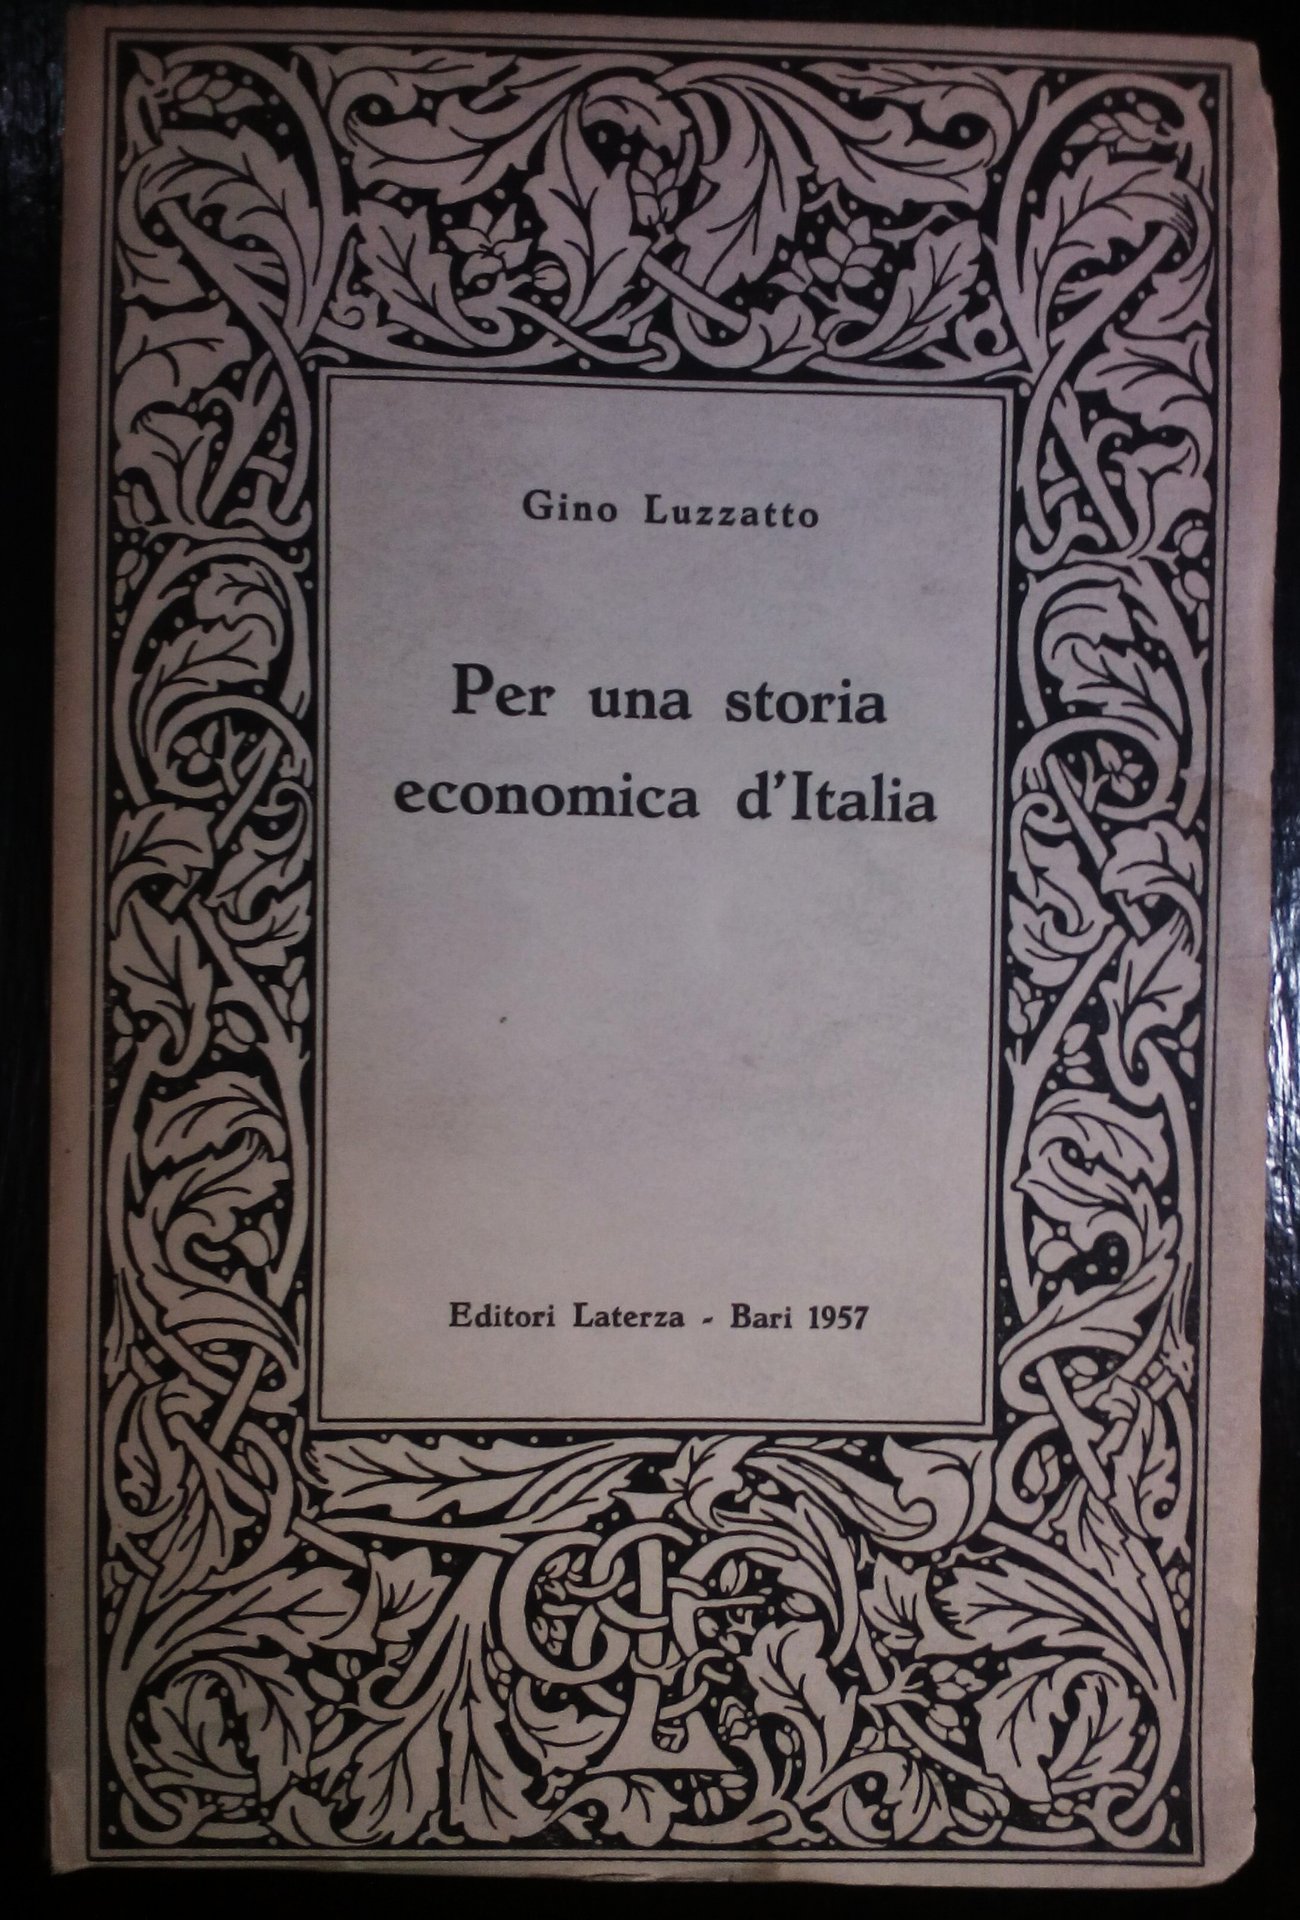 Gino Luzzatto
Per una storia
economica d'Italia
Editori Laterza - Bari 1957